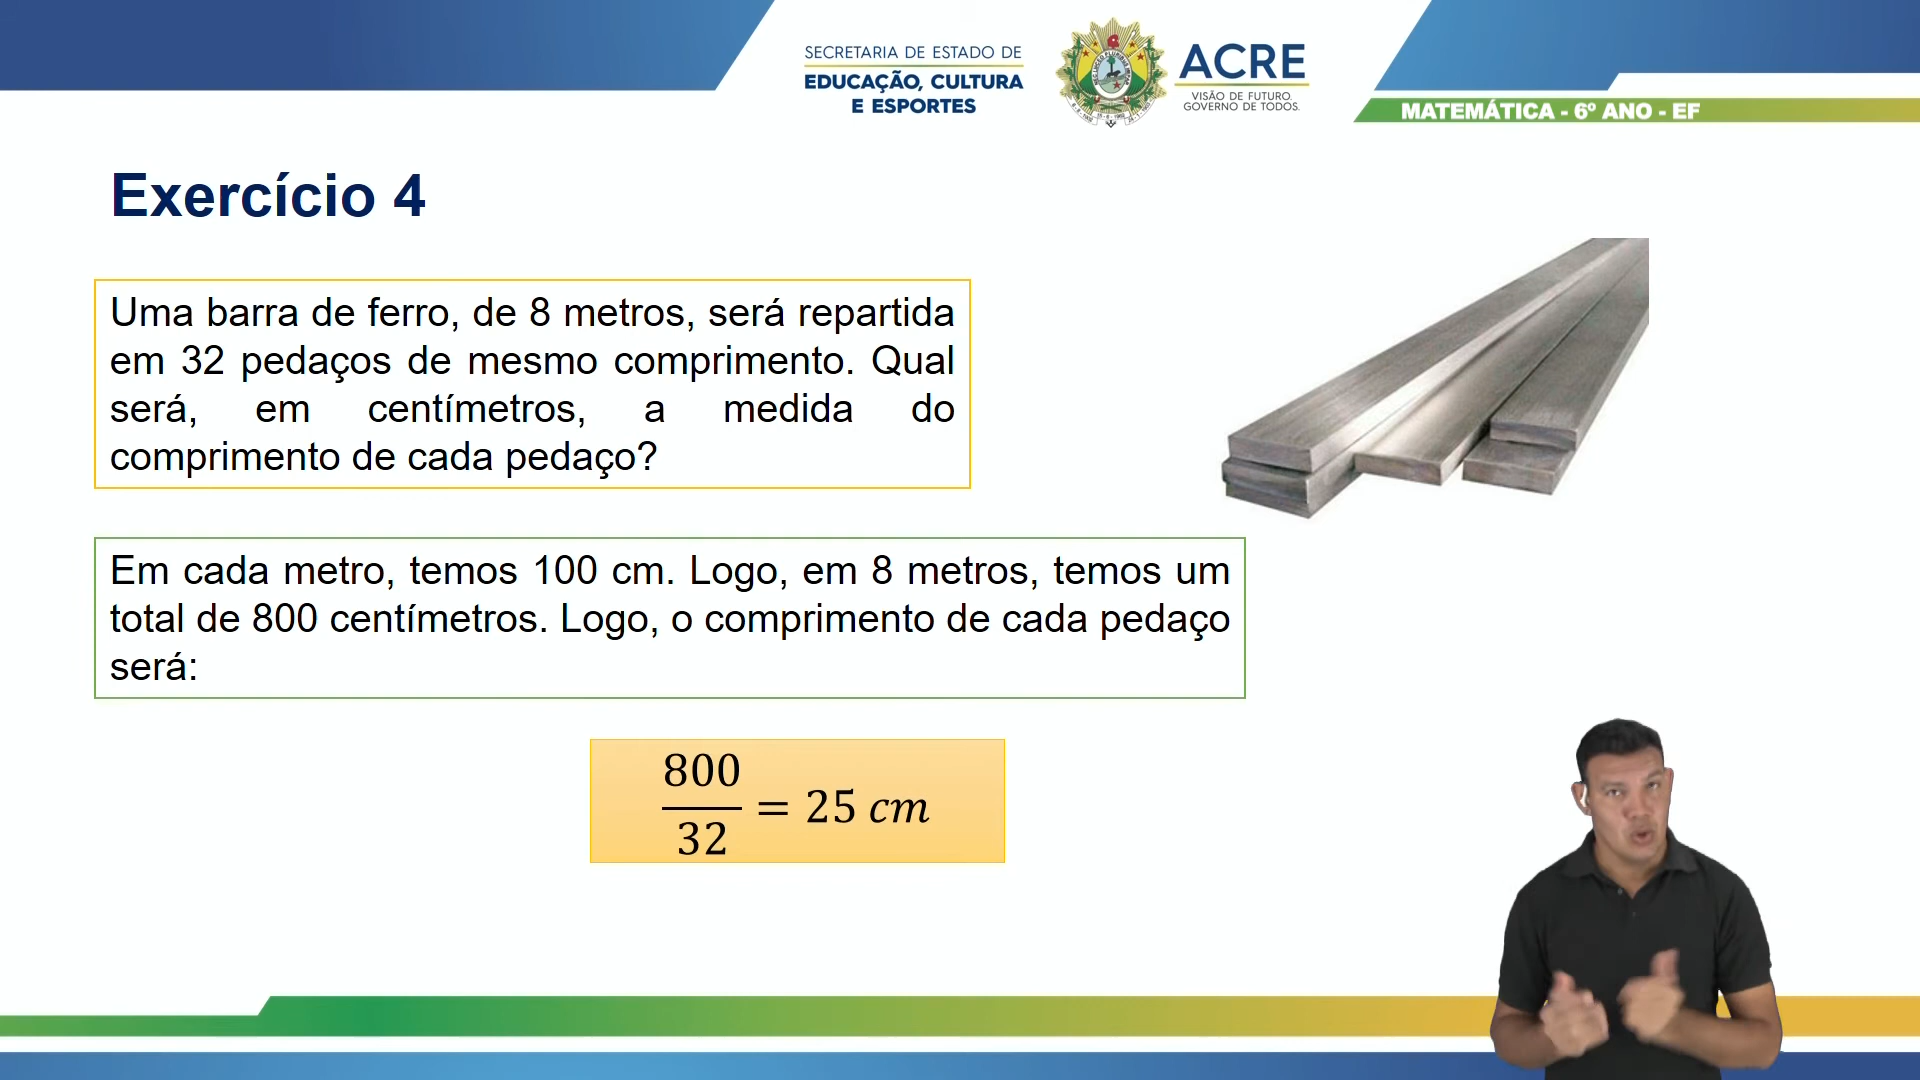 SECRETARIA DE ESTADO DE
EDUCAÇÃO, CULTURA
E ESPORTES
ACRE
VISÃO DE FUTURO.
GOVERNO DE TODOS.
MATEMÁTICA - 6º ANO - EF
Exercício 4
Uma barra de ferro, de 8 metros, será repartida
em 32 pedaços de mesmo comprimento. Qual
será, em centímetros, a medida do
comprimento de cada pedaço?
Em cada metro, temos 100 cm. Logo, em 8 metros, temos um
total de 800 centímetros. Logo, o comprimento de cada pedaço
será:
800/32 = 25 cm